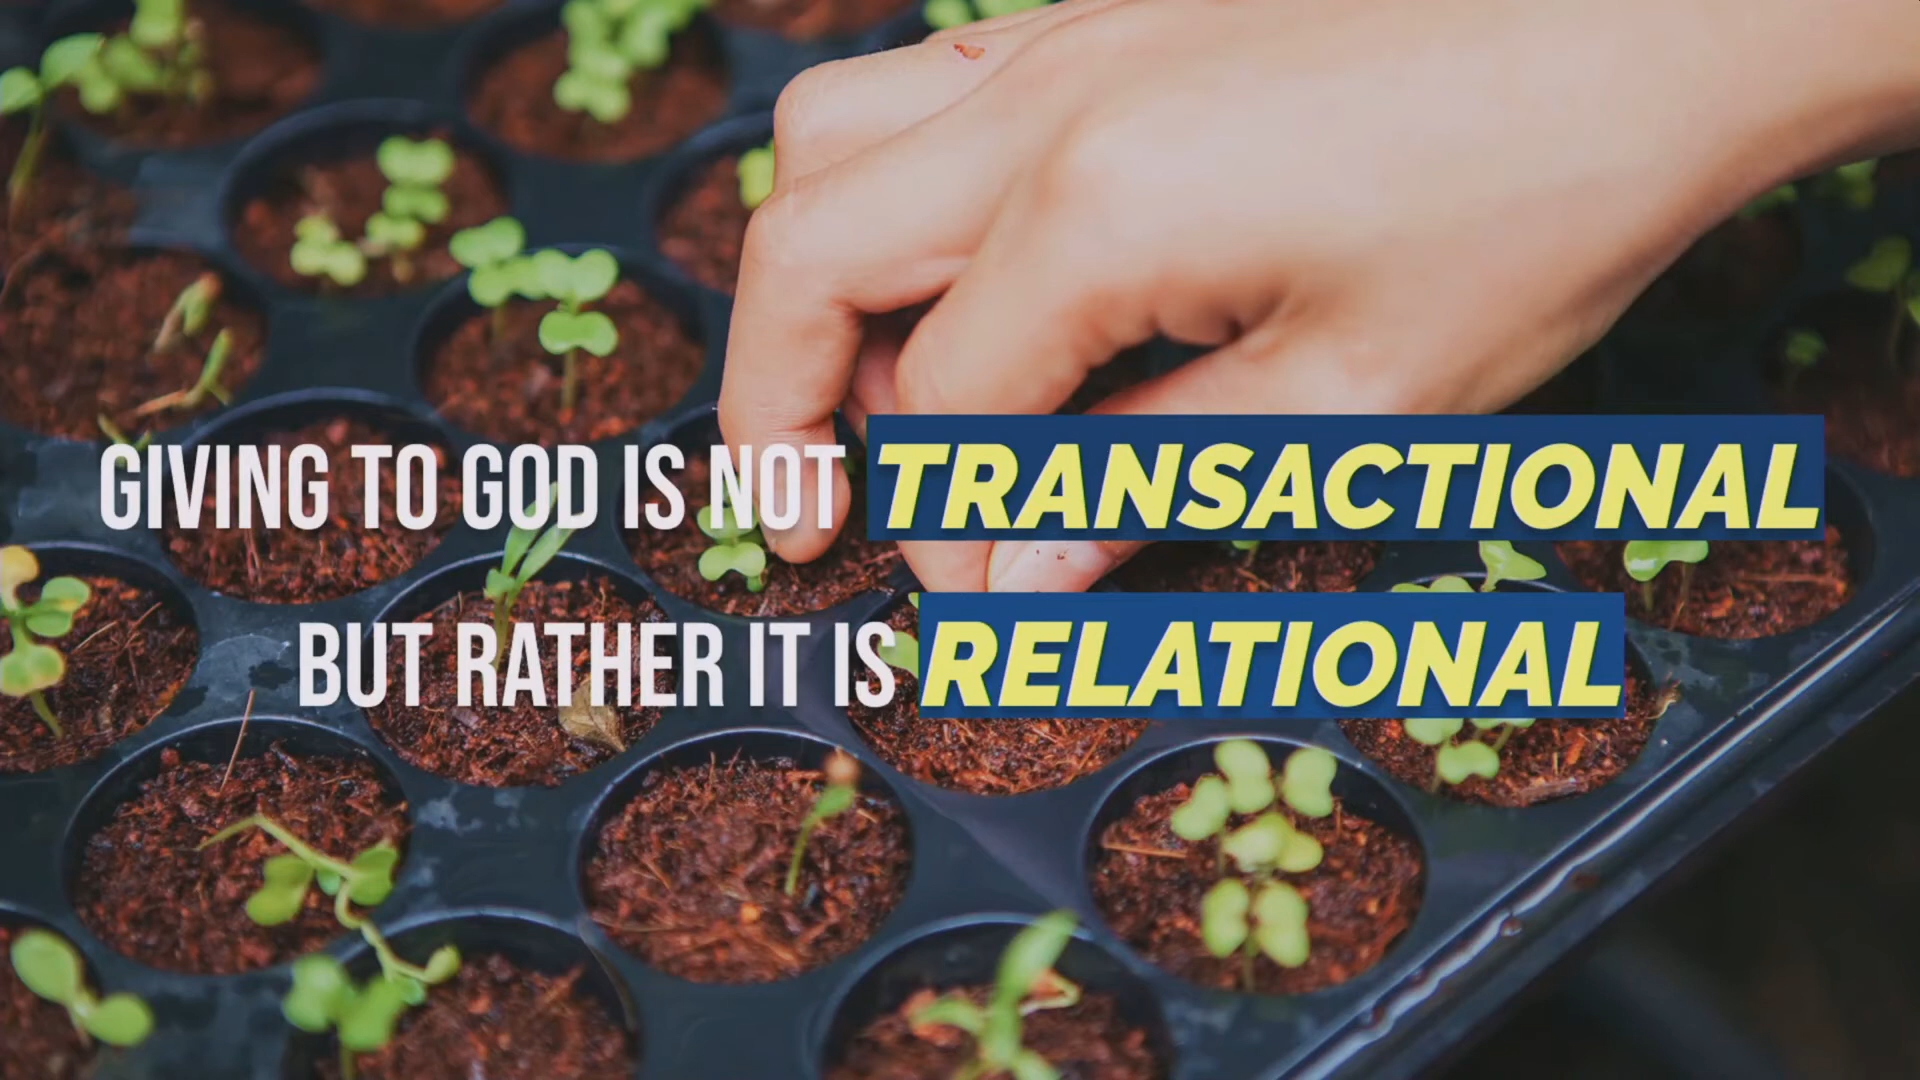 GIVING TO GOD IS NOT TRANSACTIONAL
BUT RATHER IT IS RELATIONAL